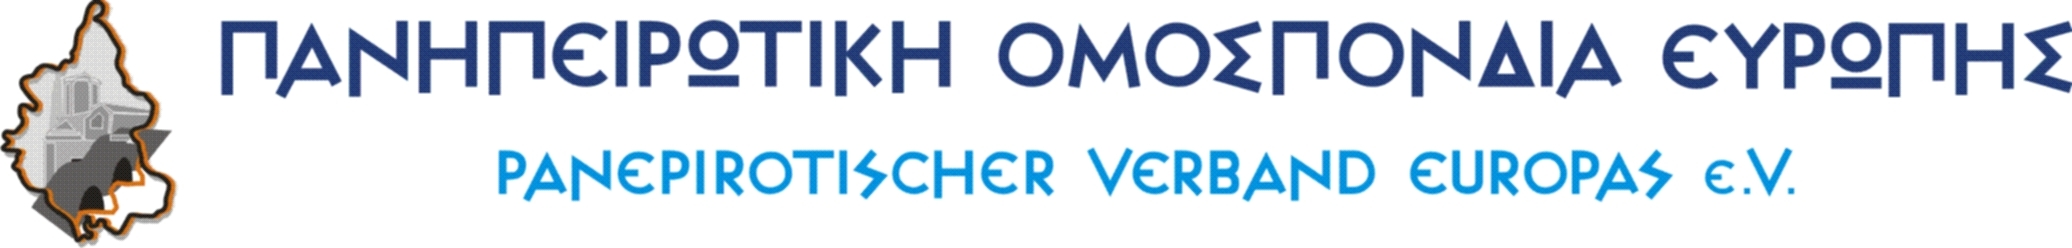 ΠΑΝΗΠΕΙΡΩΤΙΚΗ ΟΜΟΣΠΟΝΔΙΑ ΕΥΡΩΠΗΣ
PANEPIROTISCHER VERBAND EUROPAS e.V.